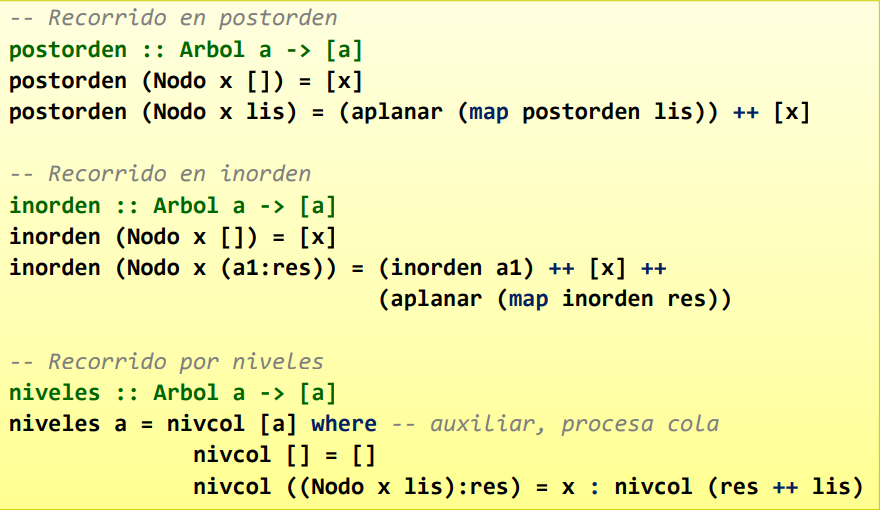 -- Recorrido en postorden
postorden :: Arbol a -> [a]
postorden (Nodo x []) = [x]
postorden (Nodo x lis) = (aplanar (map postorden lis)) ++ [x]
-- Recorrido en inorden
inorden :: Arbol a -> [a]
inorden (Nodo x []) = [x]
inorden (Nodo x (a1:res)) = (inorden a1) ++ [x] ++
(aplanar (map inorden res))
-- Recorrido por niveles
niveles :: Arbol a -> [a]
niveles a = nivcol [a] where -- auxiliar, procesa cola
nivcol [] = []
nivcol ((Nodo x lis):res) = x : nivcol (res ++ lis)